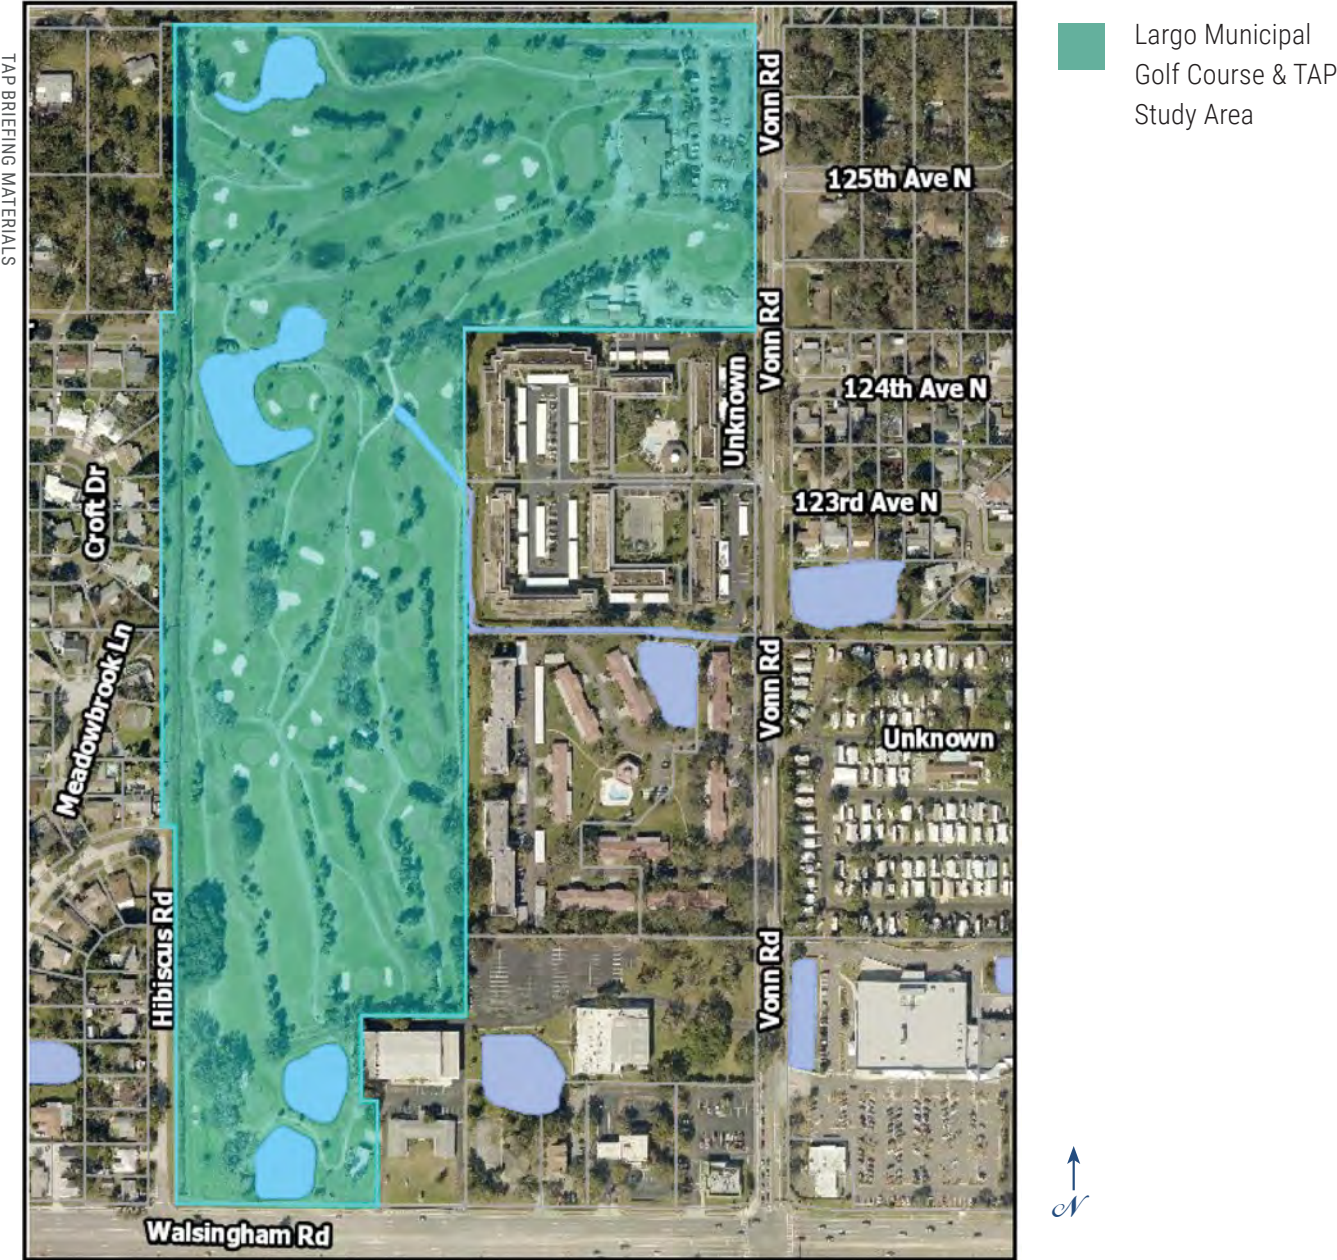 TAP BRIEFING MATERIALS
Largo Municipal
Golf Course & TAP
Study Area
Vonn Rd
125th Ave N
Vonn Rd
Unknown
124th Ave N
Croft Dr
123rd Ave N
Meadowbrook Ln
Vonn Rd
Unknown
Hibiscus Rd
Vonn Rd
N
Walsingham Rd